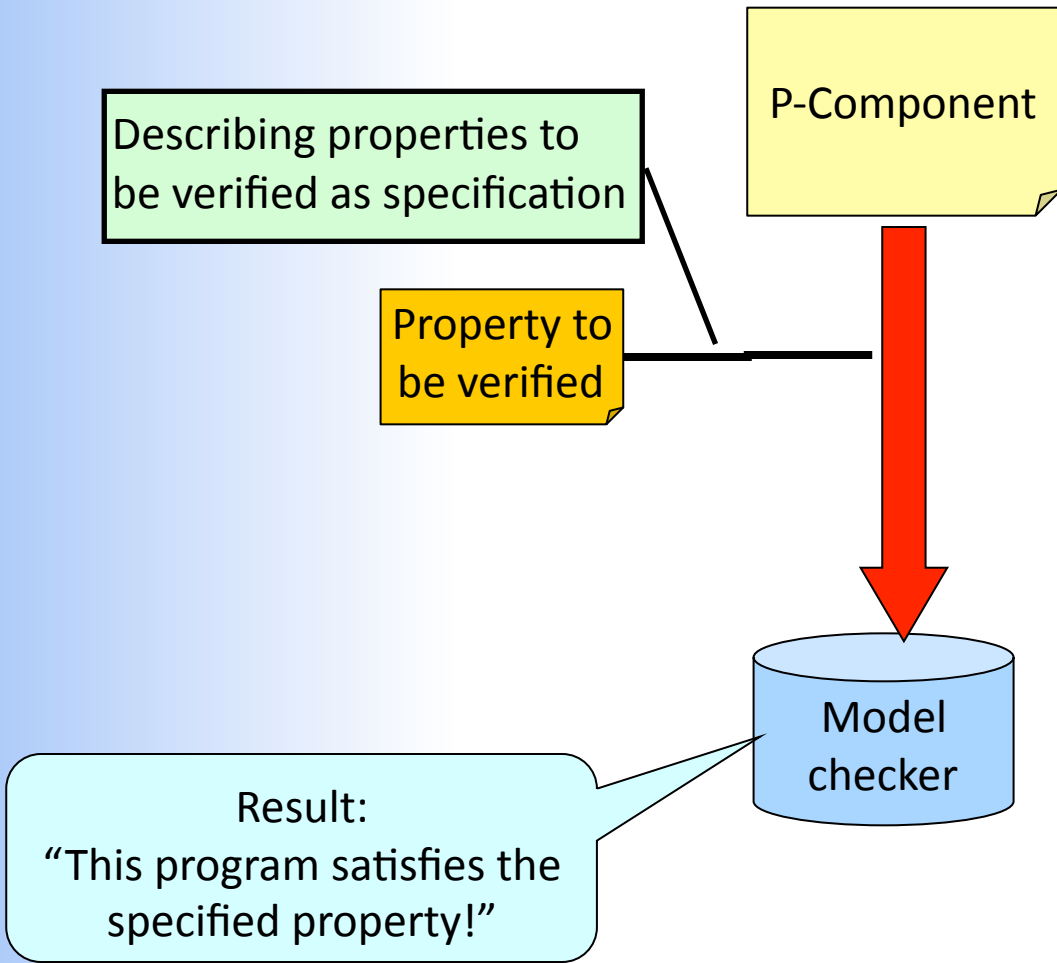 P-Component
Describing properties to
be verified as specification
Property to
be verified
Model
checker
Result:
“This program satisfies the
specified property!”